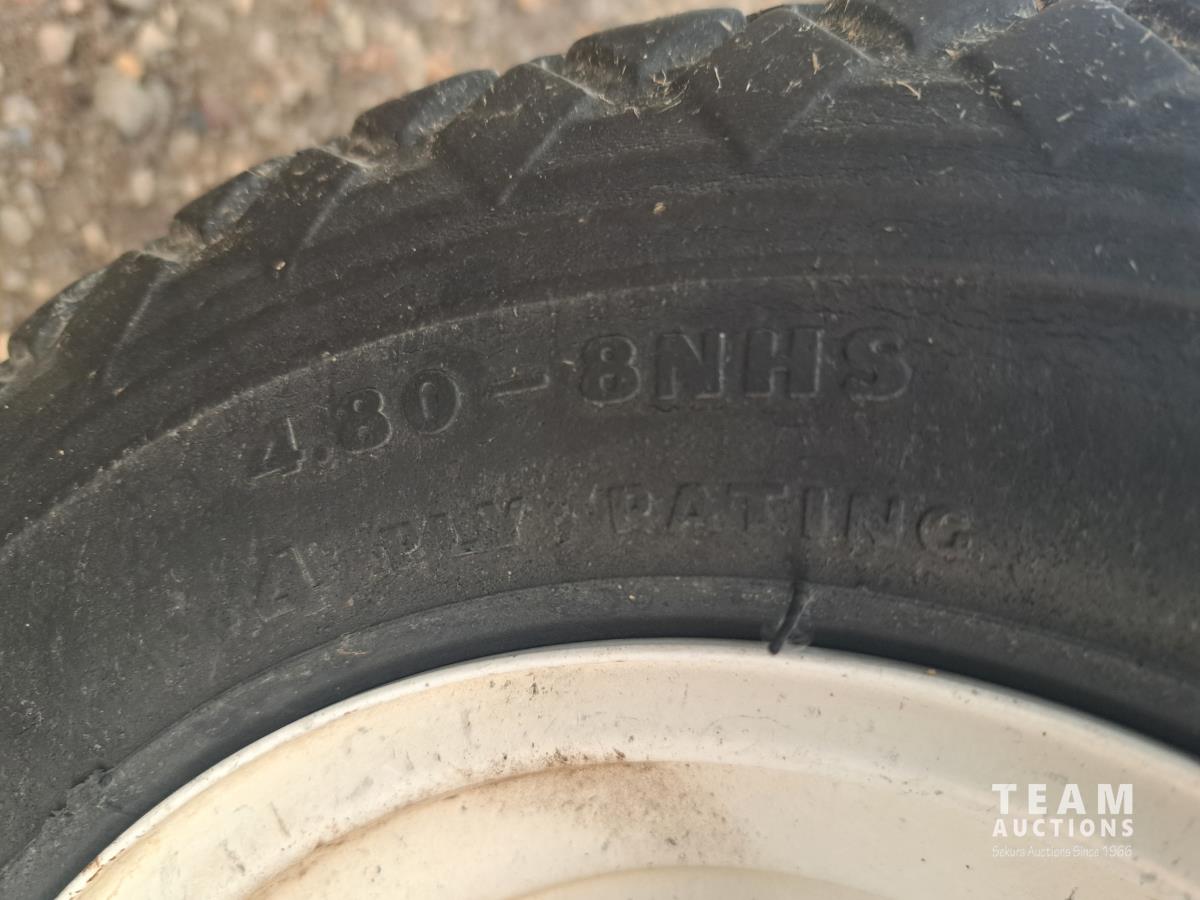 4.80-8NHS
4 PLY RATING
TEAM
AUCTIONS
Sekura Auctions Since 1966